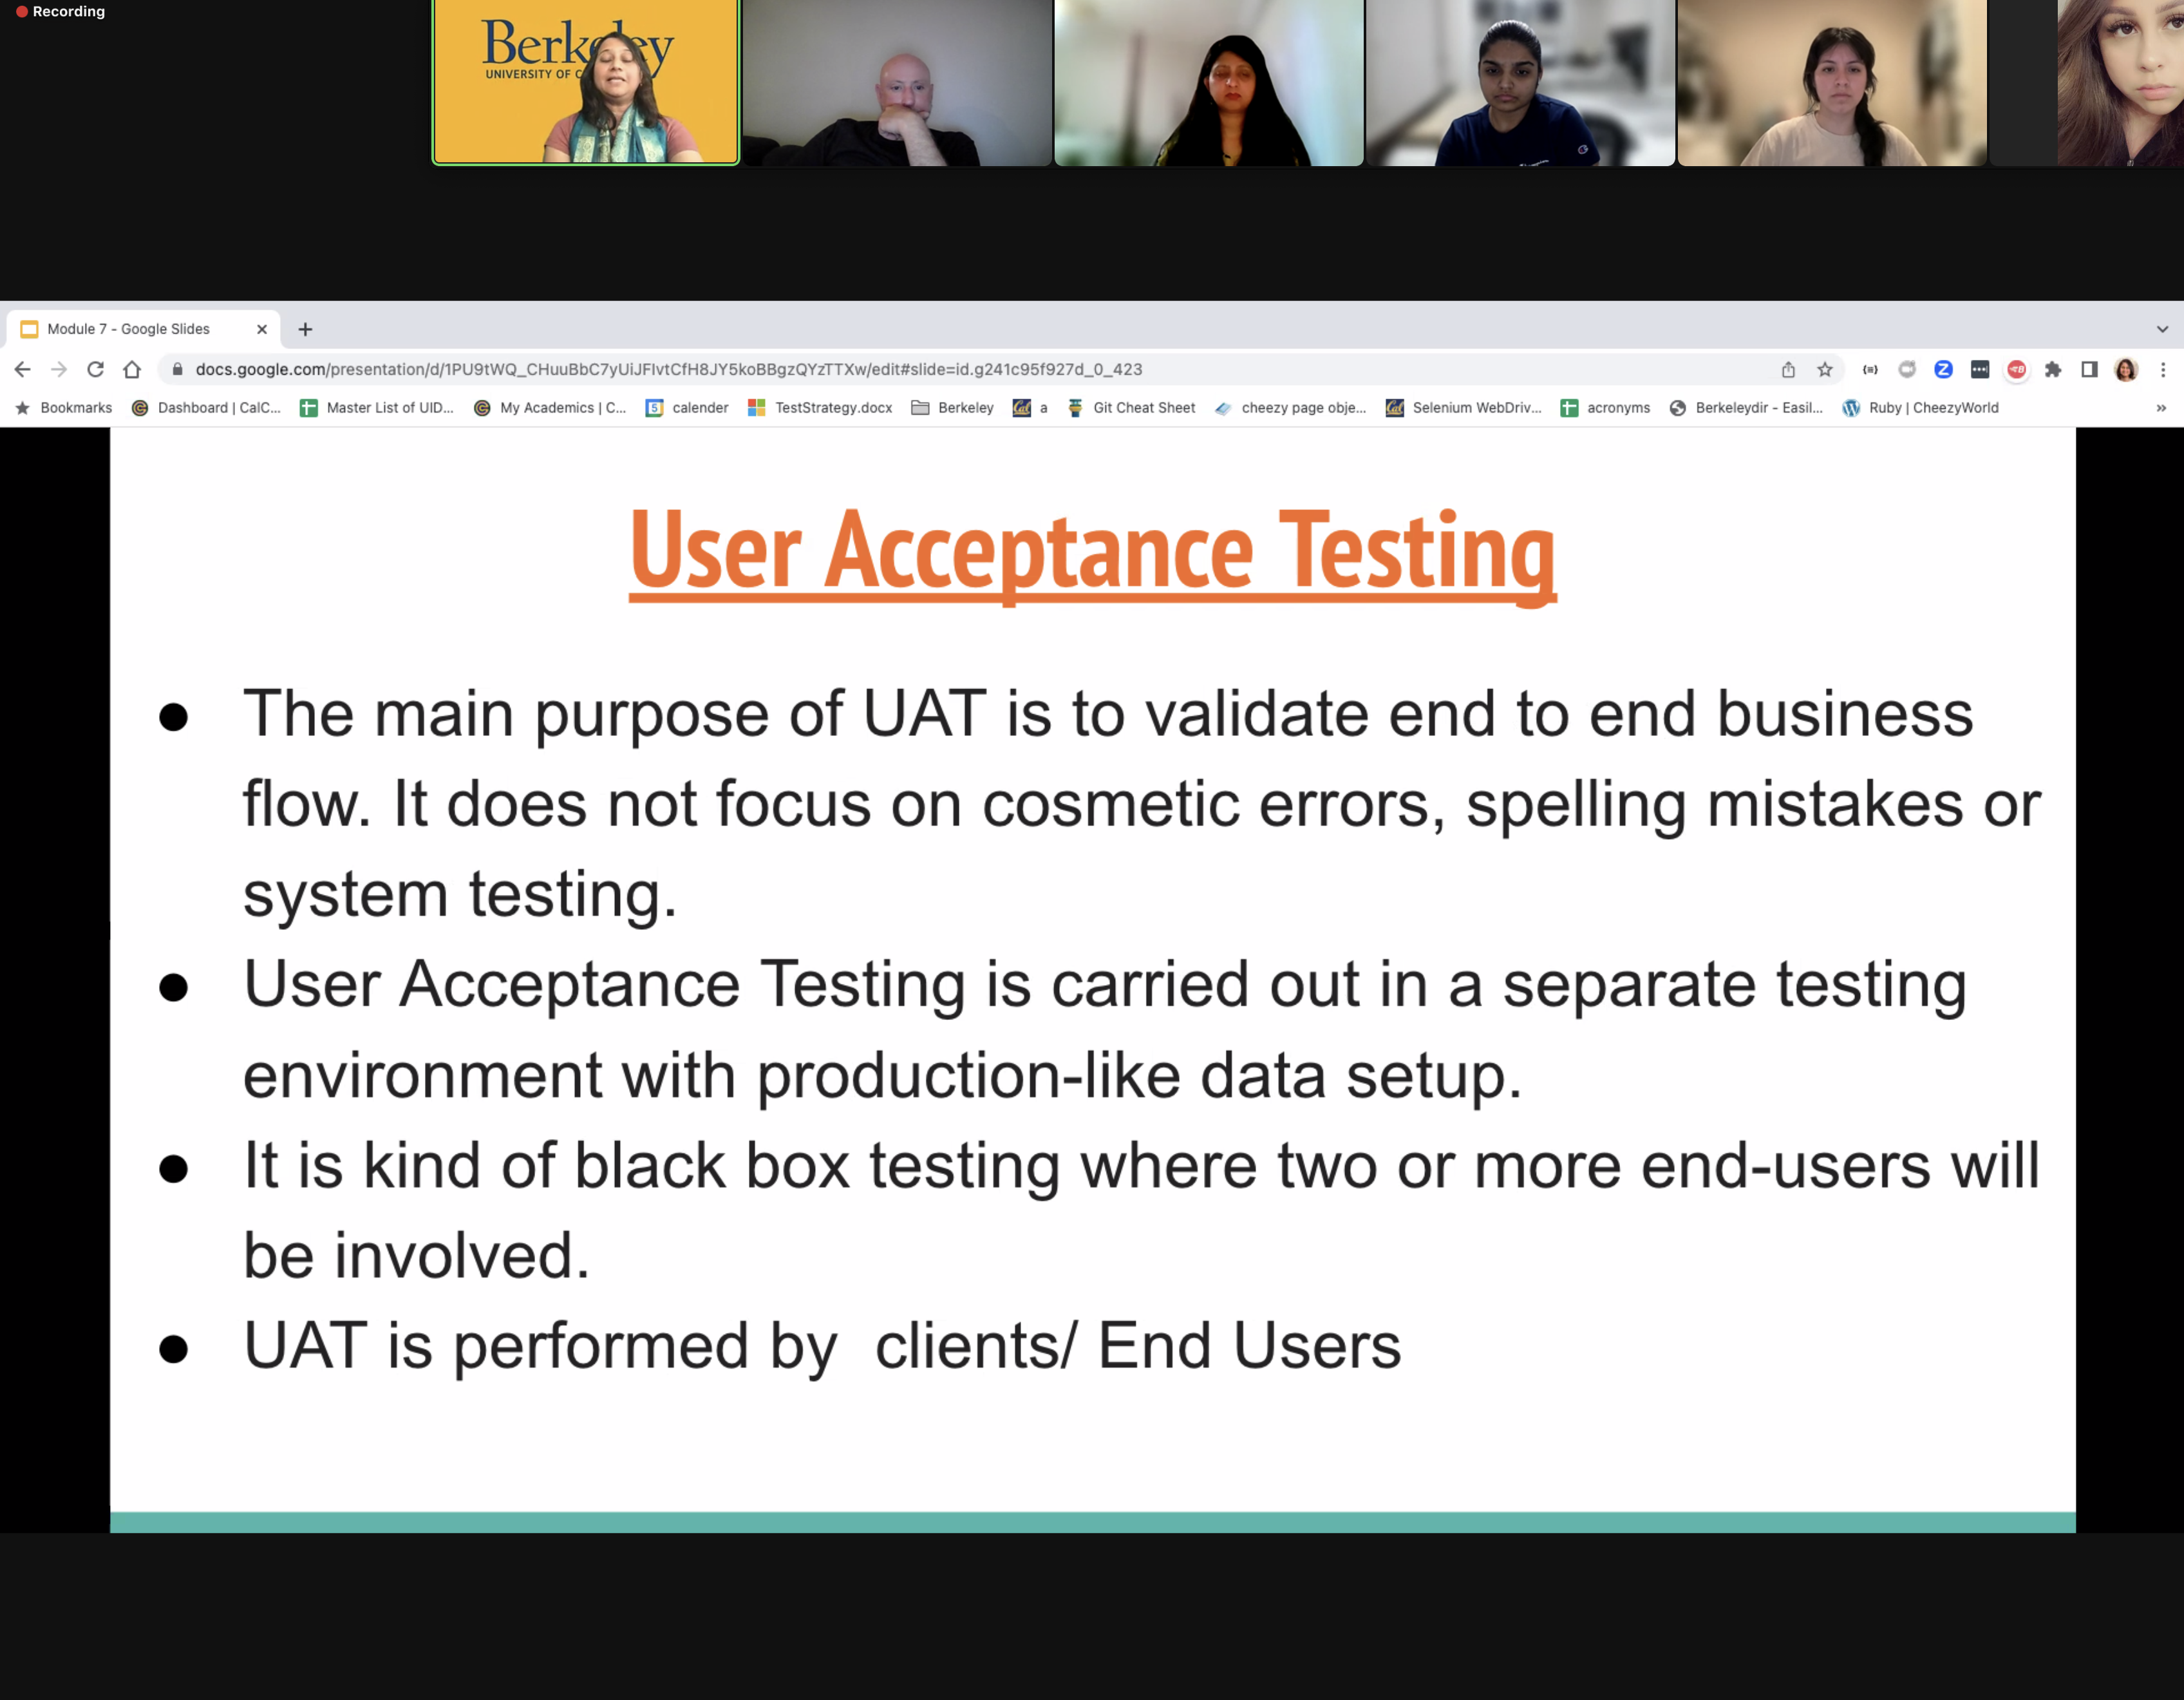 Recording
Berkeley
UNIVERSITY OF C
Module 7 - Google Slides
docs.google.com/presentation/d/1PU9tWQ_CHuuBbC7yUiJFIvtCfH8JY5koBBgzQYzTTXw/edit#slide=id.g241c95f927d_0_423
Bookmarks Dashboard | CalC... Master List of UID... My Academics | C... 5 calender TestStrategy.docx Berkeley Cal a Git Cheat Sheet cheezy page obje... Cal Selenium WebDriv... acronyms Berkeleydir - Easil... Ruby | CheezyWorld »
User Acceptance Testing
● The main purpose of UAT is to validate end to end business
flow. It does not focus on cosmetic errors, spelling mistakes or
system testing.
● User Acceptance Testing is carried out in a separate testing
environment with production-like data setup.
● It is kind of black box testing where two or more end-users will
be involved.
● UAT is performed by  clients/ End Users